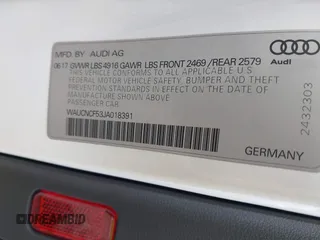 MFD BY: AUDI AG
06.17 GVWR LBS 4916 GAWR LBS FRONT 2469 / REAR 2579
THIS VEHICLE CONFORMS TO ALL APPLICABLE
FEDERAL MOTOR VEHICLE SAFETY, BUMPER AND THEFT
PREVENTION STANDARDS IN EFFECT ON THE DATE OF
MANUFACTURE SHOWN ABOVE
PASSENGER CAR
WAUCNCF53JA018391
Audi
2432303
GERMANY
DREAMBID